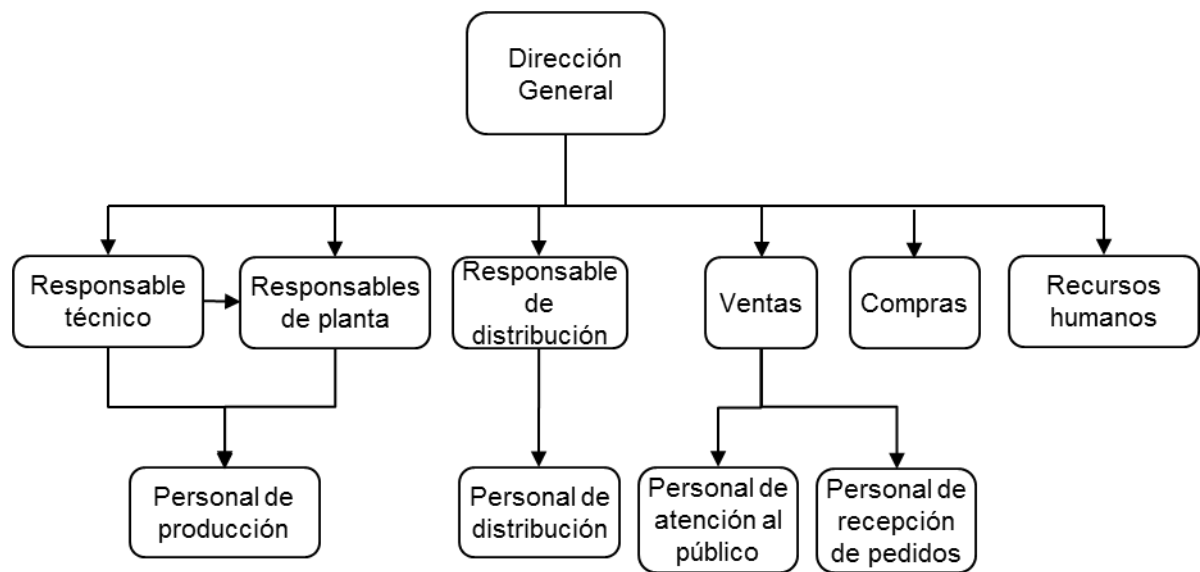 Dirección
General
Responsable
técnico
Responsables
de planta
Responsable
de
distribución
Ventas
Compras
Recursos
humanos
Personal de
producción
Personal de
distribución
Personal de
atención al
público
Personal de
recepción
de pedidos